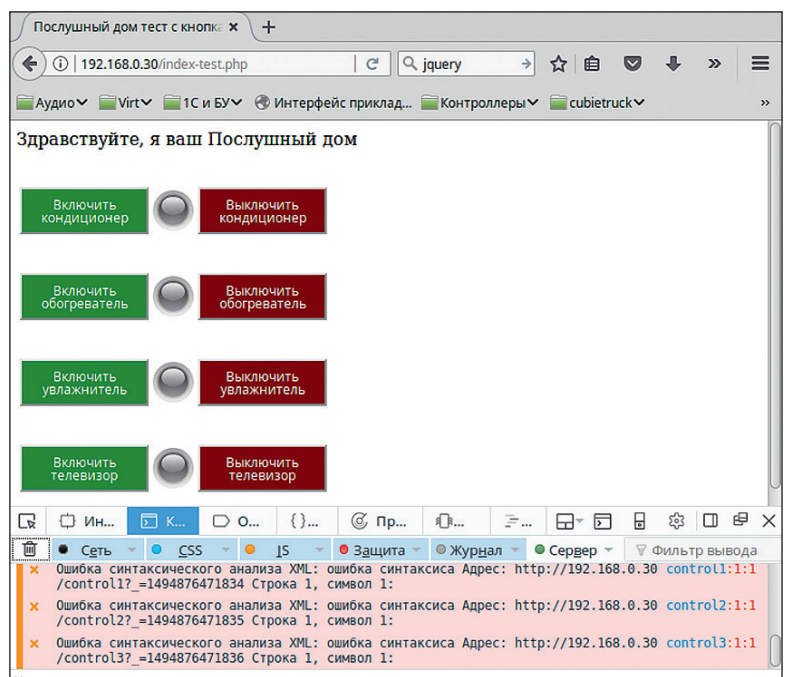 Послушный дом тест с кнопка
192.168.0.30/index-test.php
jquery
Аудио Virt 1С и БУ Интерфейс приклад... Контроллеры cubietruck
Здравствуйте, я ваш Послушный дом
Включить кондиционер
Выключить кондиционер
Включить обогреватель
Выключить обогреватель
Включить увлажнитель
Выключить увлажнитель
Включить телевизор
Выключить телевизор
Ин... К... О... {}... Пр... ... ...
Сеть CSS JS Защита Журнал Сервер Фильтр вывода
Ошибка синтаксического анализа XML: ошибка синтаксиса Адрес: http://192.168.0.30 control1:1:1
/control1?_=1494876471834 Строка 1, символ 1:
Ошибка синтаксического анализа XML: ошибка синтаксиса Адрес: http://192.168.0.30 control2:1:1
/control2?_=1494876471835 Строка 1, символ 1:
Ошибка синтаксического анализа XML: ошибка синтаксиса Адрес: http://192.168.0.30 control3:1:1
/control3?_=1494876471836 Строка 1, символ 1: